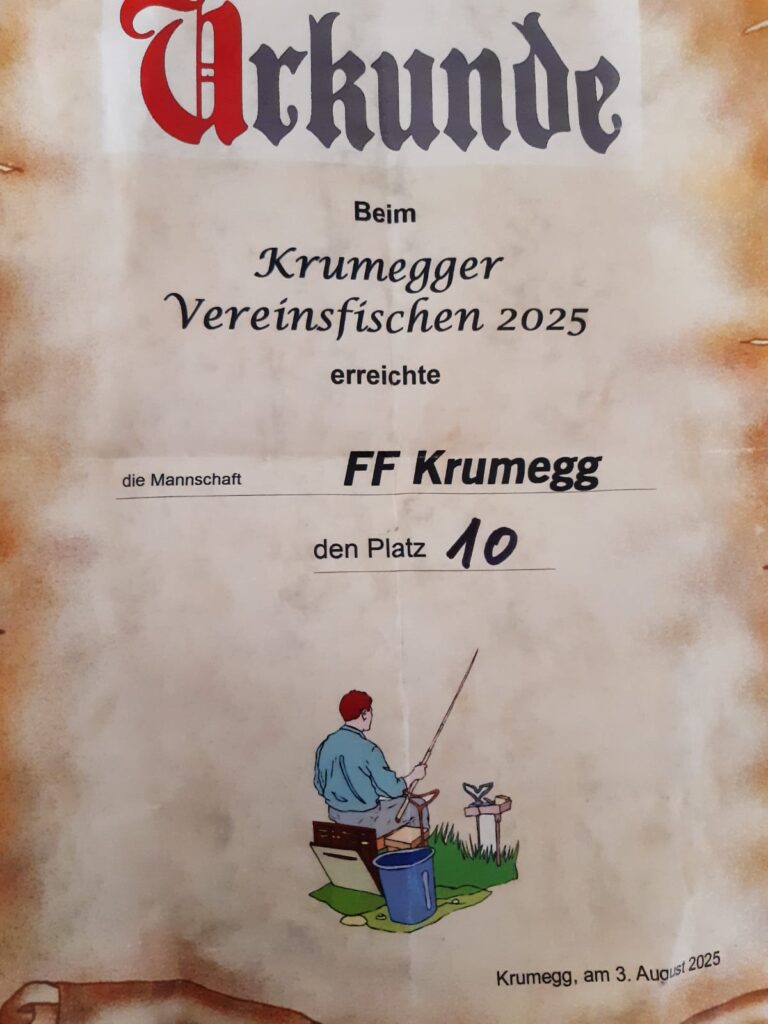 Urkunde
Beim
Krumegger
Vereinsfischen 2025
erreichte
die Mannschaft FF Krumegg
den Platz 10
Krumegg, am 3. August 2025